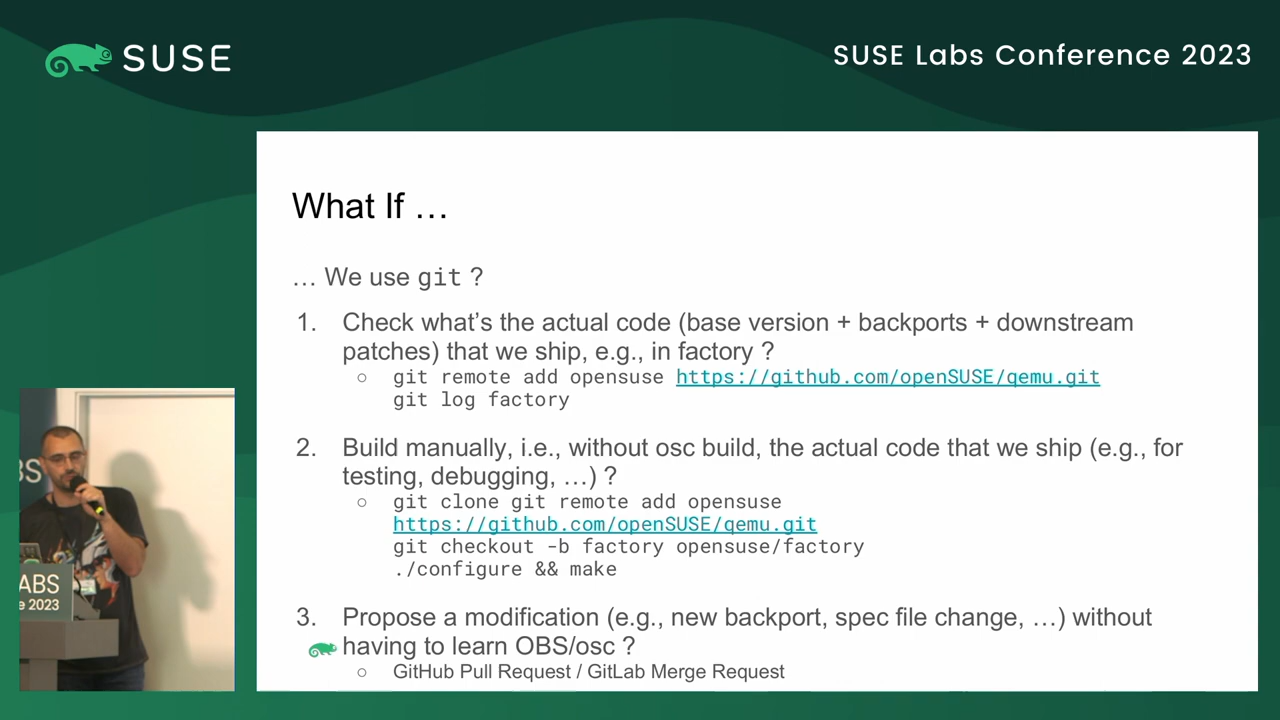 SUSE
SUSE Labs Conference 2023
What If …
… We use git ?
1. Check what's the actual code (base version + backports + downstream
patches) that we ship, e.g., in factory ?
○ git remote add opensuse https://github.com/openSUSE/qemu.git
git log factory
2. Build manually, i.e., without osc build, the actual code that we ship (e.g., for
testing, debugging, …) ?
○ git clone git remote add opensuse
https://github.com/openSUSE/qemu.git
git checkout -b factory opensuse/factory
./configure && make
3. Propose a modification (e.g., new backport, spec file change, …) without
having to learn OBS/osc ?
○ GitHub Pull Request / GitLab Merge Request
BS
ABS
e 2023